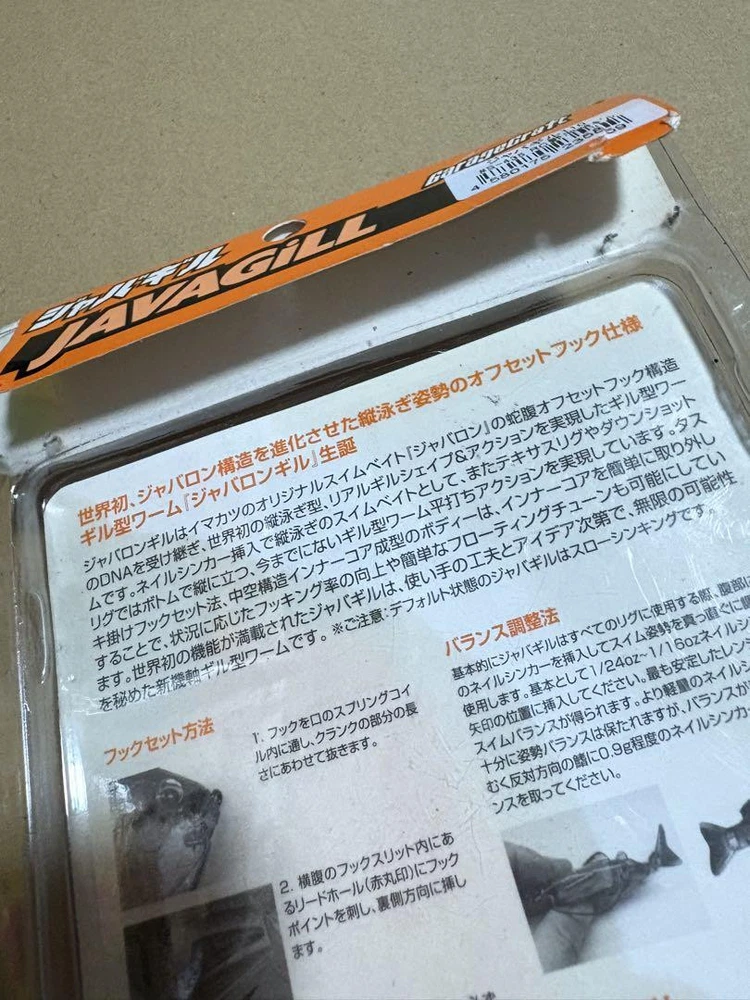 GarageCraft
4 580175 235859
ジャバギル
JAVAGiLL
世界初、ジャバロン構造を進化させた縦泳ぎ姿勢のオフセットフック仕様
ギル型ワーム『ジャバロンギル』生誕
ジャバロンギルはイマカツのオリジナルスイムベイト『ジャバロン』の蛇腹オフセットフック構造
のDNAを受け継ぎ、世界初の縦泳ぎ型、リアルギルシェイプ&アクションを実現したギル型ワー
ムです。ネイルシンカー挿入で縦泳ぎのスイムベイトとして、またテキサスリグやダウンショット
リグではボトムで縦に立つ、今までにないギル型ワーム平打ちアクションを実現しています。タス
キ掛けフックセット法、中空構造インナーコア成型のボディーは、インナーコアを簡単に取り外し
することで、状況に応じたフッキング率の向上や簡単なフローティングチューンも可能にしてい
ます。世界初の機能が満載されたジャバギルは、使い手の工夫とアイデア次第で、無限の可能性
を秘めた新機軸ギル型ワームです。 ※ご注意:デフォルト状態のジャバギルはスローシンキングです。
フックセット方法
1. フックを口のスプリングコイ
ル内に通し、クランクの部分の長
さにあわせて抜きます。
2. 横腹のフックスリット内にあ
るリードホール(赤丸印)にフック
ポイントを刺し、裏側方向に挿し
ます。
バランス調整法
基本的にジャバギルはすべてのリグに使用する際、腹部
のネイルシンカーを挿入してスイム姿勢を真っ直ぐに
使用します。基本として1/24oz~1/16ozネイルシ
矢印の位置に挿入してください。最も安定したレン
スイムバランスが得られます。より軽量のネイル
十分に姿勢バランスは保たれますが、バランスが
むく反対方向の鰭に0.9g程度のネイルシンカ
ンスを取ってください。